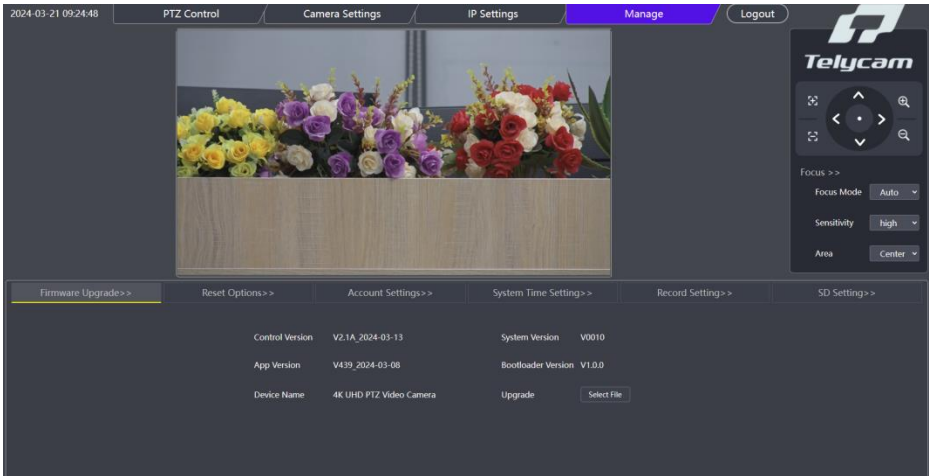 2024-03-21 09:24:48 PTZ Control Camera Settings IP Settings Manage Logout
Telycam
Focus >>
Focus Mode Auto
Sensitivity high
Area Center
Firmware Upgrade>> Reset Options>> Account Settings>> System Time Setting>> Record Setting>> SD Setting>>
Control Version V2.1A_2024-03-13 System Version V0010
App Version V439_2024-03-08 Bootloader Version V1.0.0
Device Name 4K UHD PTZ Video Camera Upgrade Select File